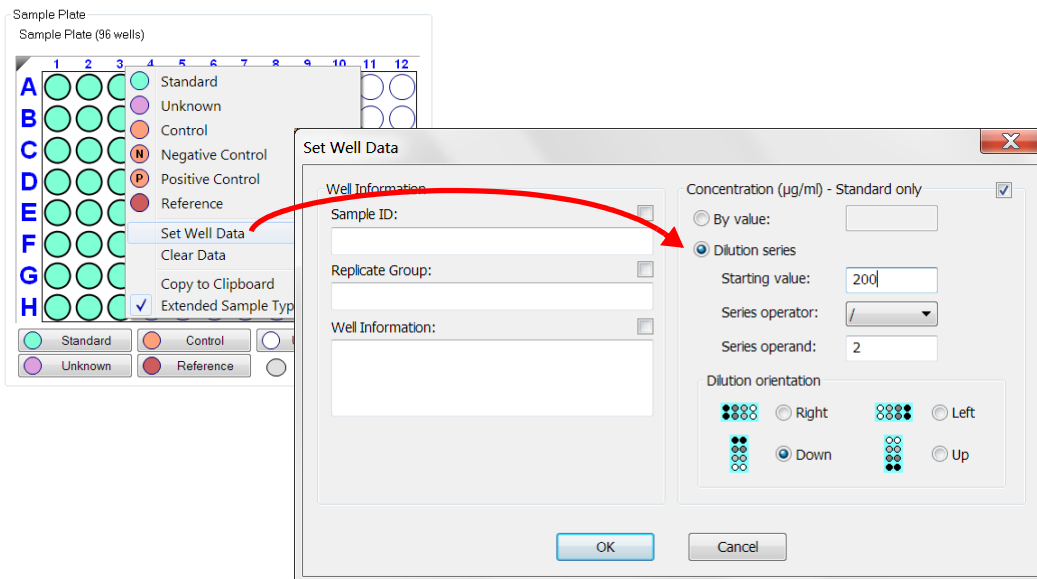 Sample Plate
Sample Plate (96 wells)
1 2 3 4 5 6 7 8 9 10 11 12
A
B
C
D
E
F
G
H
Standard
Unknown
Control
N Negative Control
P Positive Control
Reference
Set Well Data
Clear Data
Copy to Clipboard
Extended Sample Typ
Standard Control
Unknown Reference
Set Well Data
Well Information
Sample ID:
Replicate Group:
Well Information:
Concentration (µg/ml) - Standard only
By value:
Dilution series
Starting value: 200
Series operator: /
Series operand: 2
Dilution orientation
Right Left
Down Up
OK Cancel